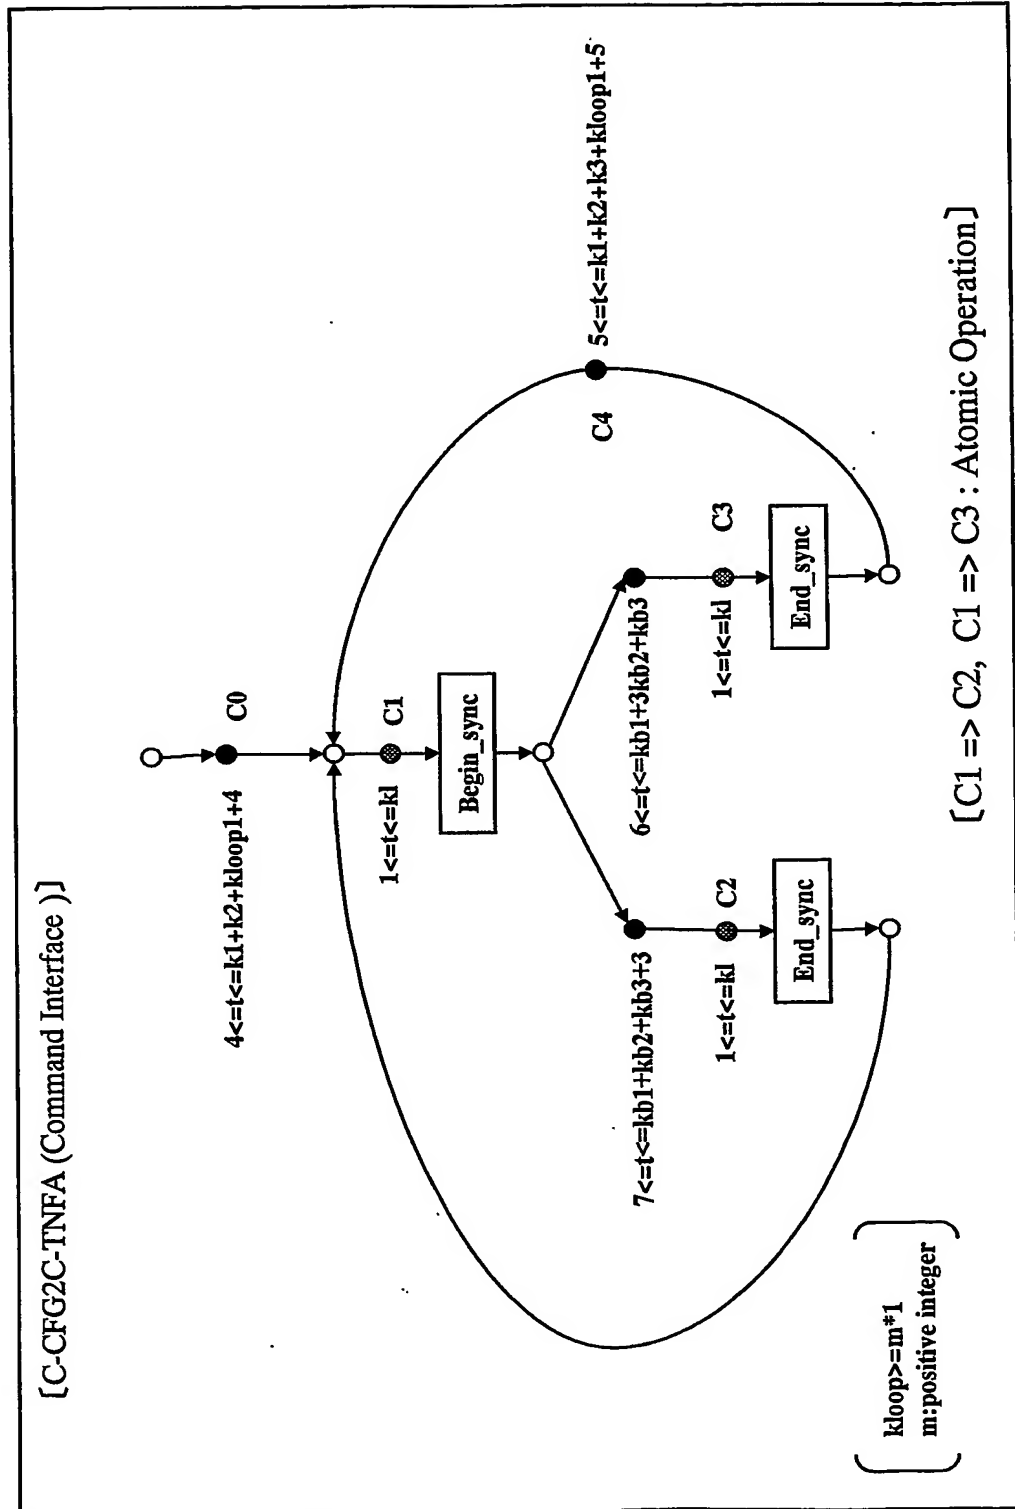 [C-CFG2C-TNFA (Command Interface )]
C0
4<=t<=k1+k2+kloop1+4
C1
1<=t<=kl
Begin_sync
7<=t<=kb1+kb2+kb3+3
6<=t<=kb1+3kb2+kb3
C2
1<=t<=kl
End_sync
C3
1<=t<=kl
End_sync
C4
5<=t<=k1+k2+k3+kloop1+5
kloop>=m*1
m:positive integer
[C1 => C2, C1 => C3 : Atomic Operation]